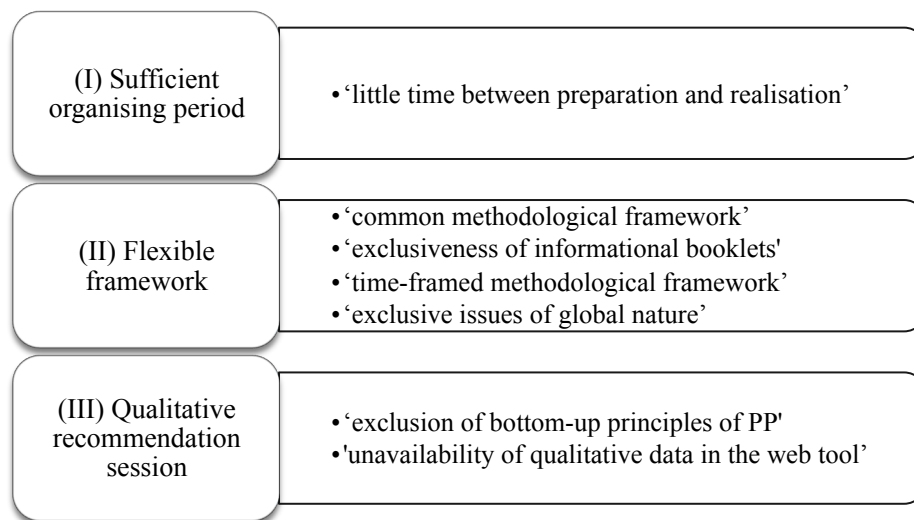 (I) Sufficient
organising period
•‘little time between preparation and realisation’
(II) Flexible
framework
•‘common methodological framework’
•‘exclusiveness of informational booklets'
•‘time-framed methodological framework’
•‘exclusive issues of global nature’
(III) Qualitative
recommendation
session
•‘exclusion of bottom-up principles of PP'
•'unavailability of qualitative data in the web tool’